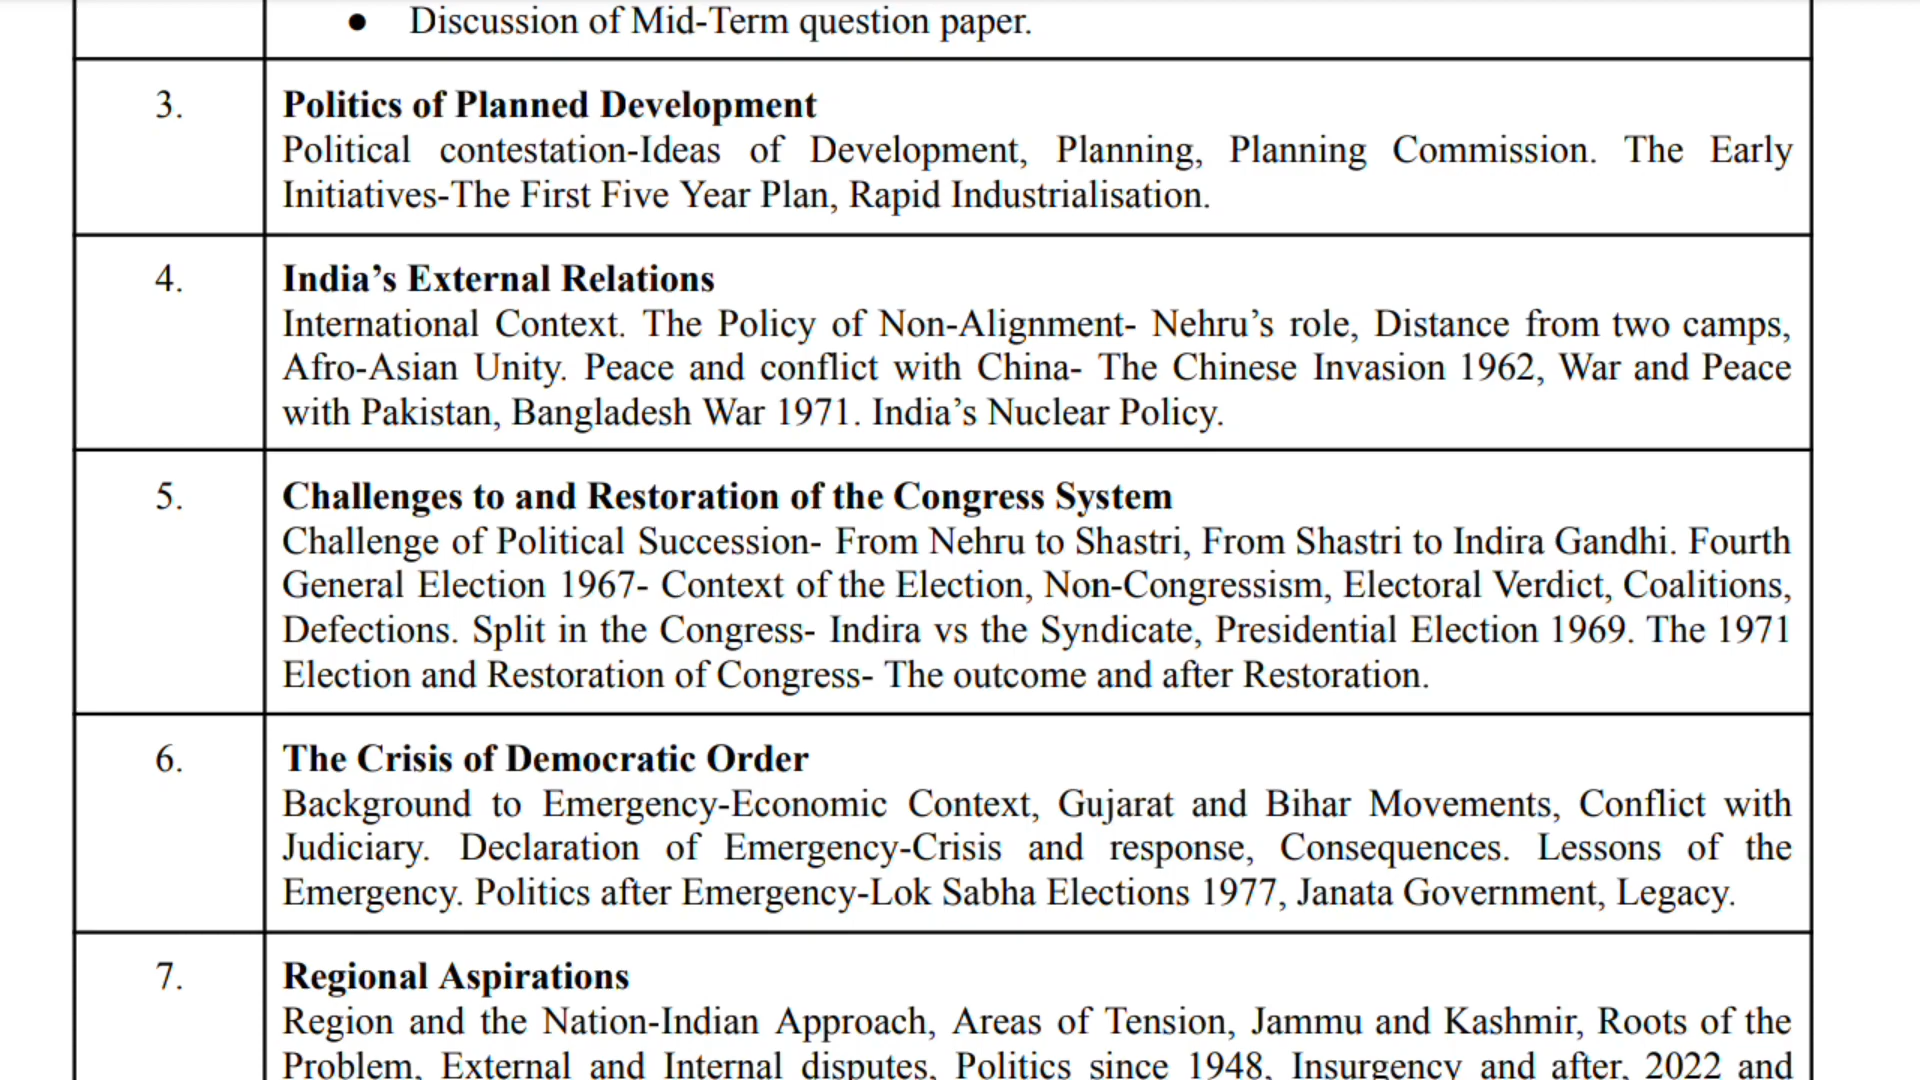 ● Discussion of Mid-Term question paper.
3.
Politics of Planned Development
Political contestation-Ideas of Development, Planning, Planning Commission. The Early
Initiatives-The First Five Year Plan, Rapid Industrialisation.
4.
India’s External Relations
International Context. The Policy of Non-Alignment- Nehru’s role, Distance from two camps,
Afro-Asian Unity. Peace and conflict with China- The Chinese Invasion 1962, War and Peace
with Pakistan, Bangladesh War 1971. India’s Nuclear Policy.
5.
Challenges to and Restoration of the Congress System
Challenge of Political Succession- From Nehru to Shastri, From Shastri to Indira Gandhi. Fourth
General Election 1967- Context of the Election, Non-Congressism, Electoral Verdict, Coalitions,
Defections. Split in the Congress- Indira vs the Syndicate, Presidential Election 1969. The 1971
Election and Restoration of Congress- The outcome and after Restoration.
6.
The Crisis of Democratic Order
Background to Emergency-Economic Context, Gujarat and Bihar Movements, Conflict with
Judiciary. Declaration of Emergency-Crisis and response, Consequences. Lessons of the
Emergency. Politics after Emergency-Lok Sabha Elections 1977, Janata Government, Legacy.
7.
Regional Aspirations
Region and the Nation-Indian Approach, Areas of Tension, Jammu and Kashmir, Roots of the
Problem, External and Internal disputes, Politics since 1948, Insurgency and after, 2022 and